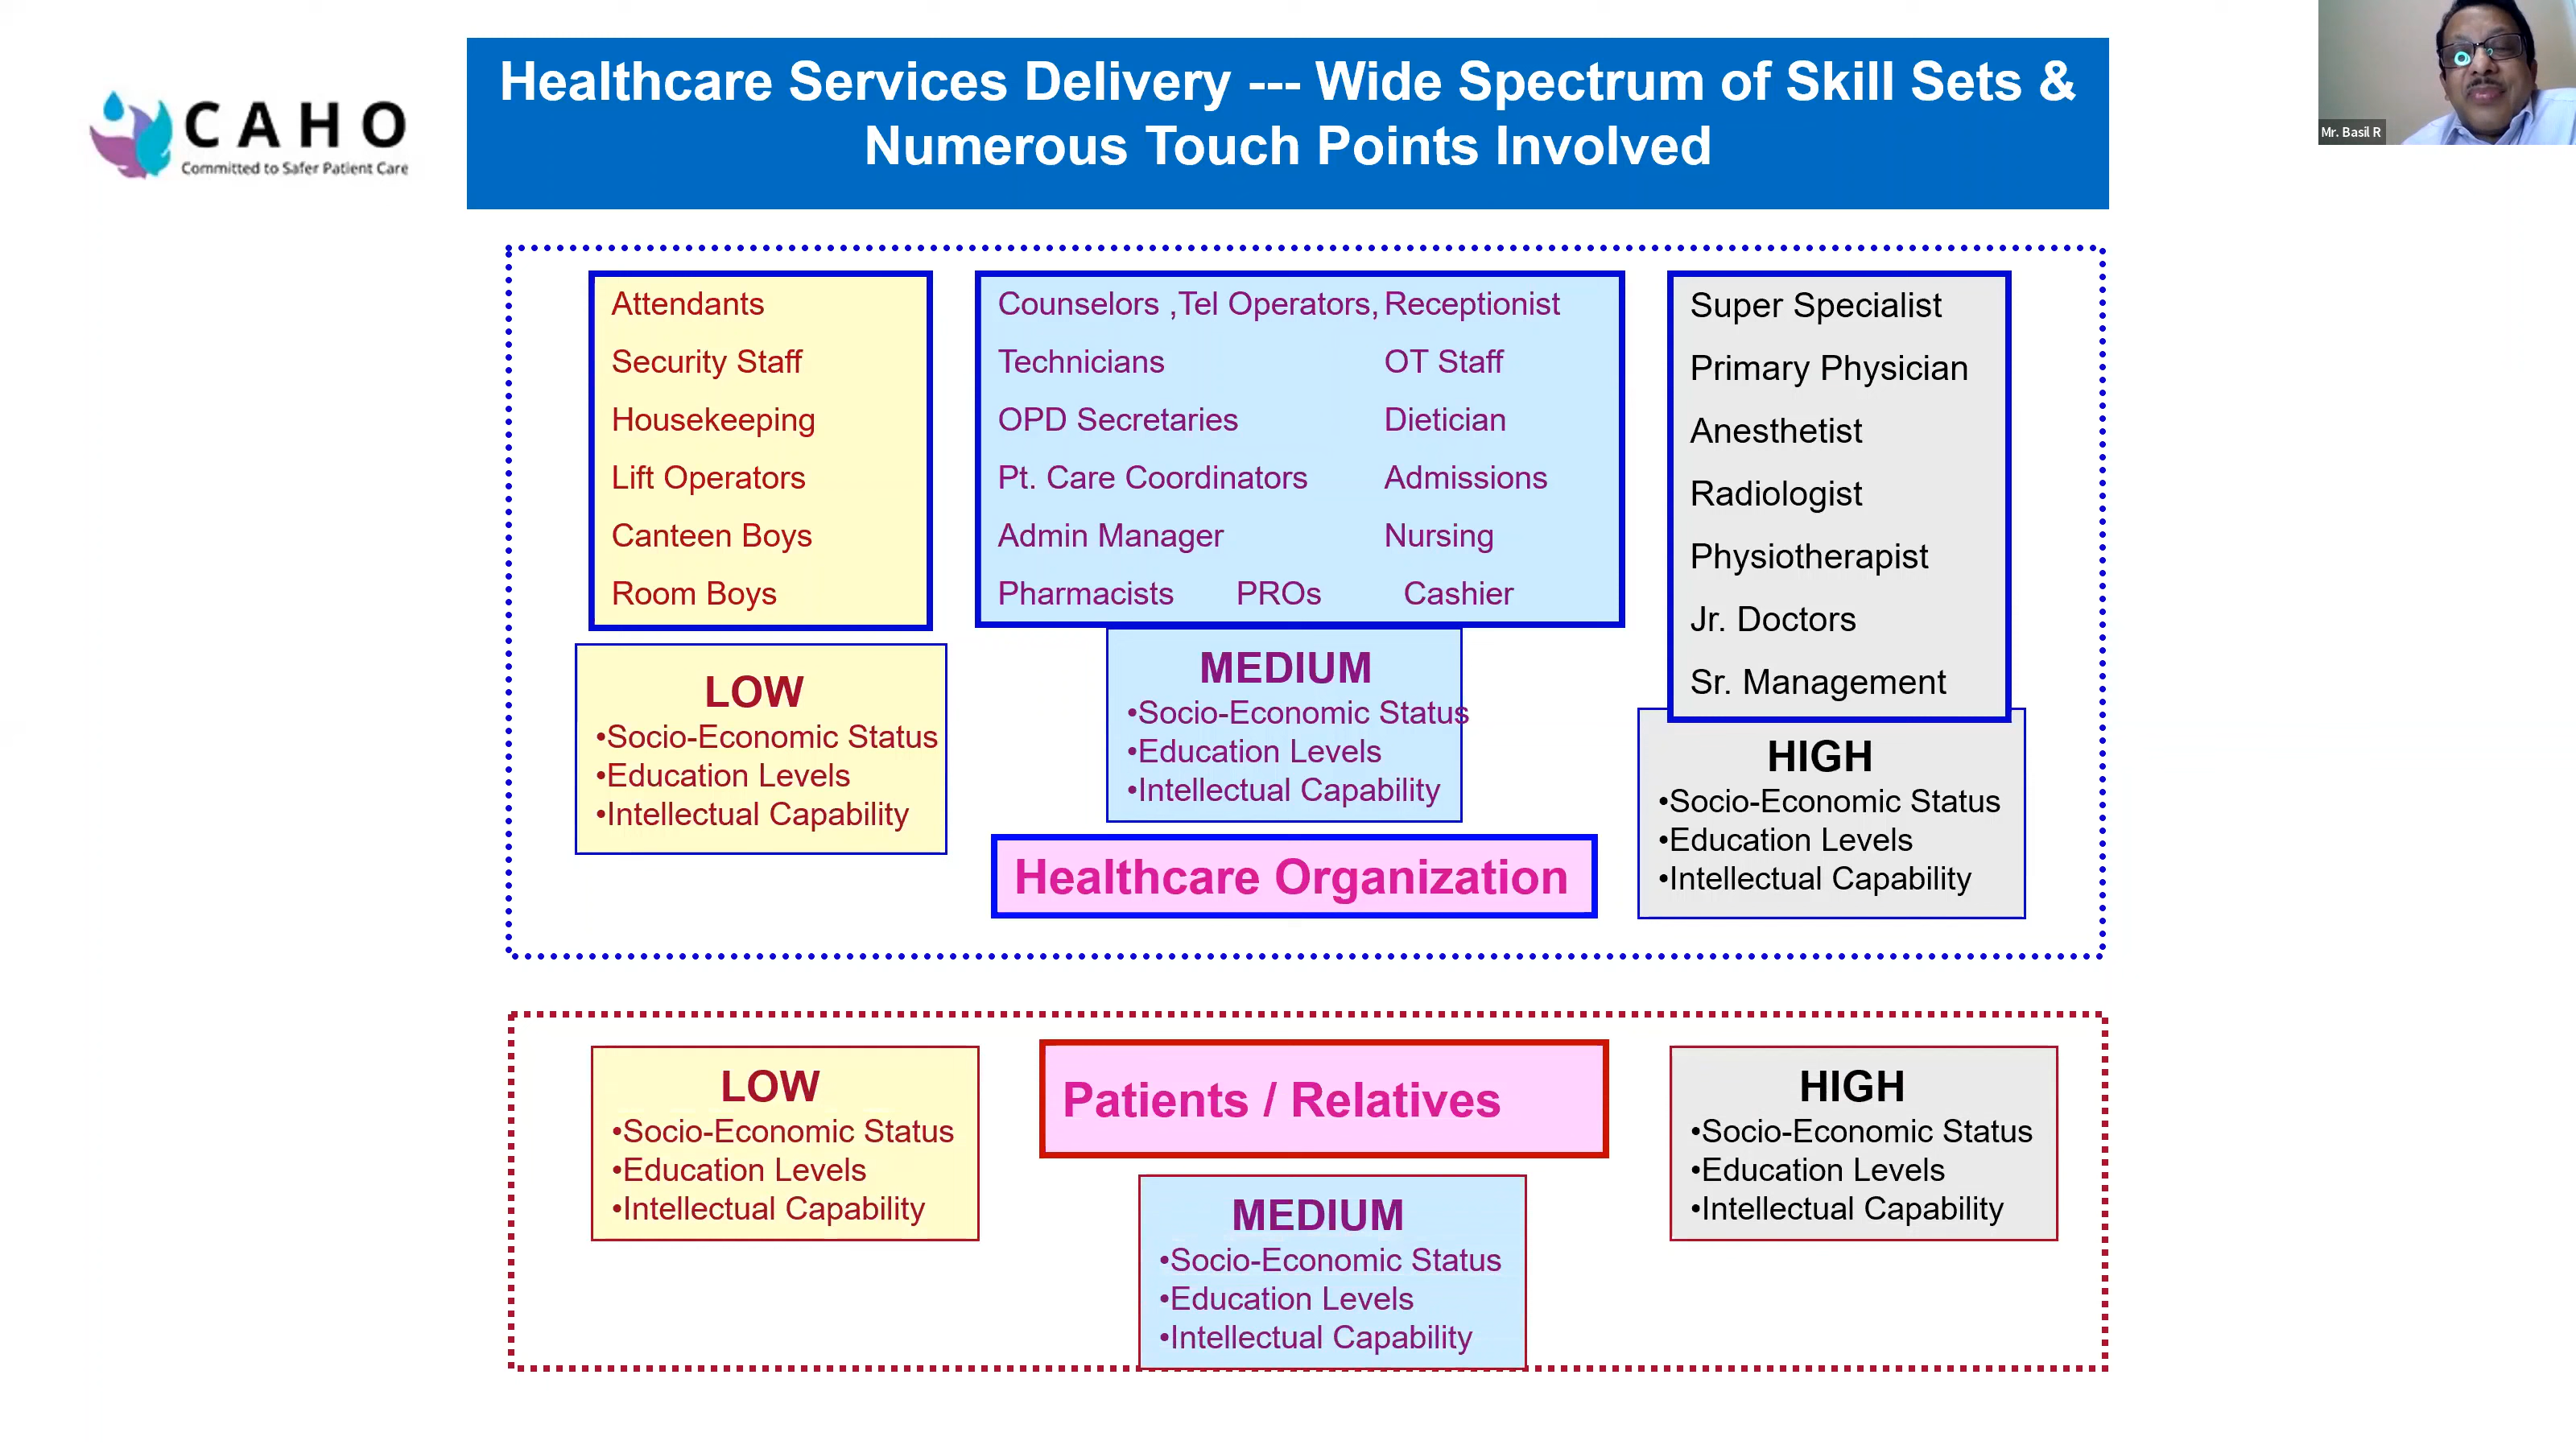 CAHO
Committed to Safer Patient Care
Healthcare Services Delivery --- Wide Spectrum of Skill Sets &
Numerous Touch Points Involved
Mr. Basil R
Attendants
Security Staff
Housekeeping
Lift Operators
Canteen Boys
Room Boys
LOW
•Socio-Economic Status
•Education Levels
•Intellectual Capability
Counselors ,Tel Operators, Receptionist
Technicians OT Staff
OPD Secretaries Dietician
Pt. Care Coordinators Admissions
Admin Manager Nursing
Pharmacists PROs Cashier
MEDIUM
•Socio-Economic Status
•Education Levels
•Intellectual Capability
Healthcare Organization
Super Specialist
Primary Physician
Anesthetist
Radiologist
Physiotherapist
Jr. Doctors
Sr. Management
HIGH
•Socio-Economic Status
•Education Levels
•Intellectual Capability
LOW
•Socio-Economic Status
•Education Levels
•Intellectual Capability
Patients / Relatives
MEDIUM
•Socio-Economic Status
•Education Levels
•Intellectual Capability
HIGH
•Socio-Economic Status
•Education Levels
•Intellectual Capability